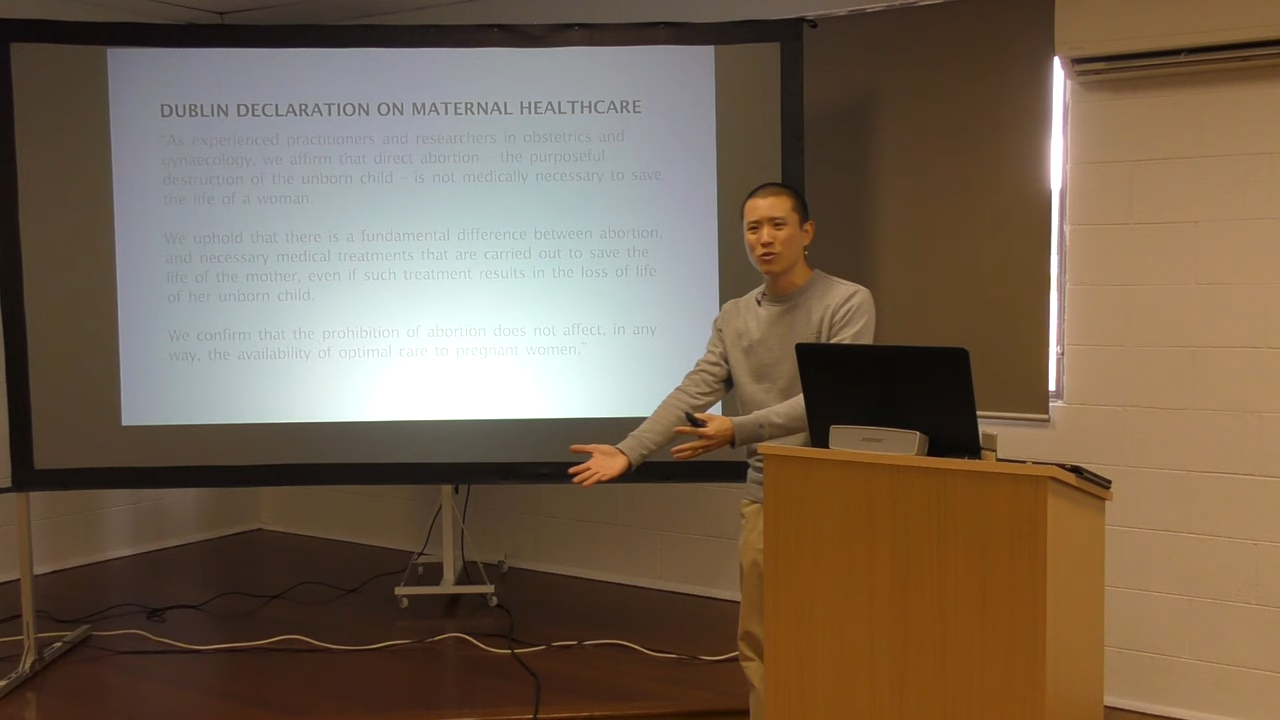 DUBLIN DECLARATION ON MATERNAL HEALTHCARE
"As experienced practitioners and researchers in obstetrics and
gynaecology, we affirm that direct abortion – the purposeful
destruction of the unborn child – is not medically necessary to save
the life of a woman.
We uphold that there is a fundamental difference between abortion,
and necessary medical treatments that are carried out to save the
life of the mother, even if such treatment results in the loss of life
of her unborn child.
We confirm that the prohibition of abortion does not affect, in any
way, the availability of optimal care to pregnant women."